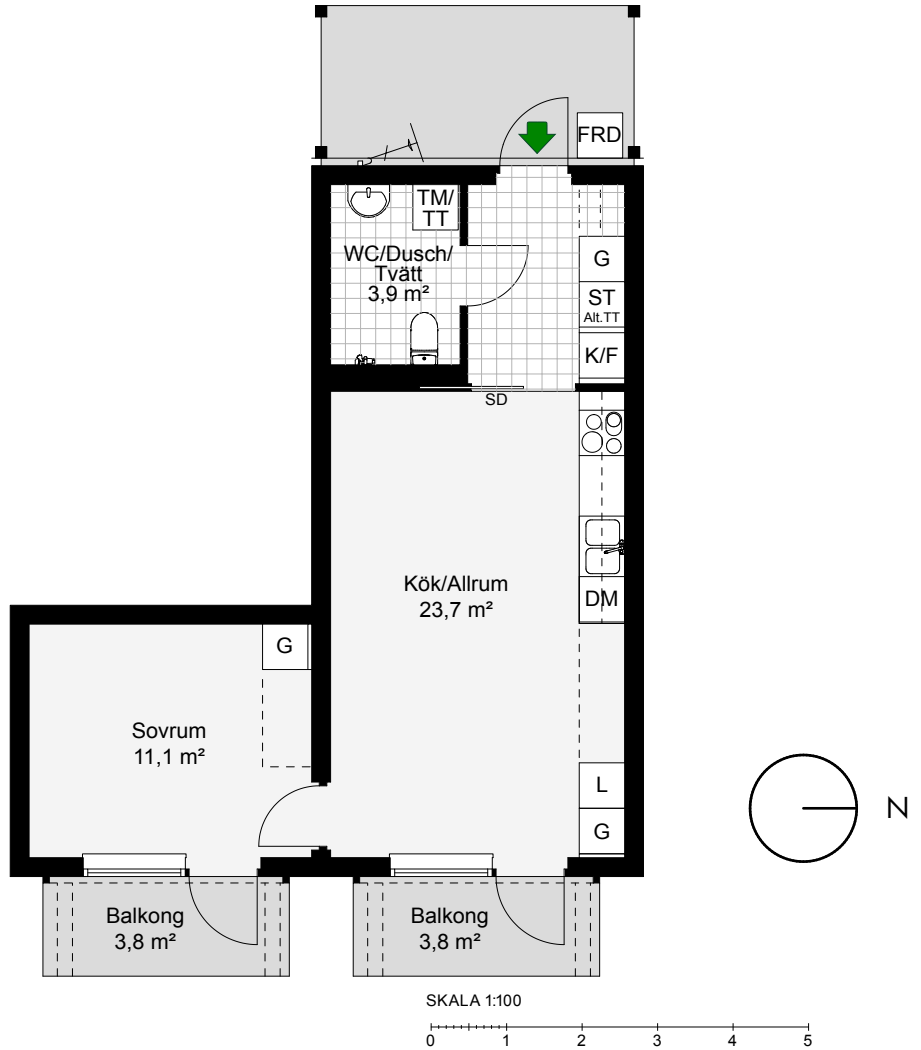 FRD
TM/
TT
WC/Dusch/
Tvätt
3,9 m²
G
ST
Alt.TT
K/F
SD
Kök/Allrum
23,7 m²
DM
G
Sovrum
11,1 m²
L
G
N
Balkong
3,8 m²
Balkong
3,8 m²
SKALA 1:100
0 1 2 3 4 5